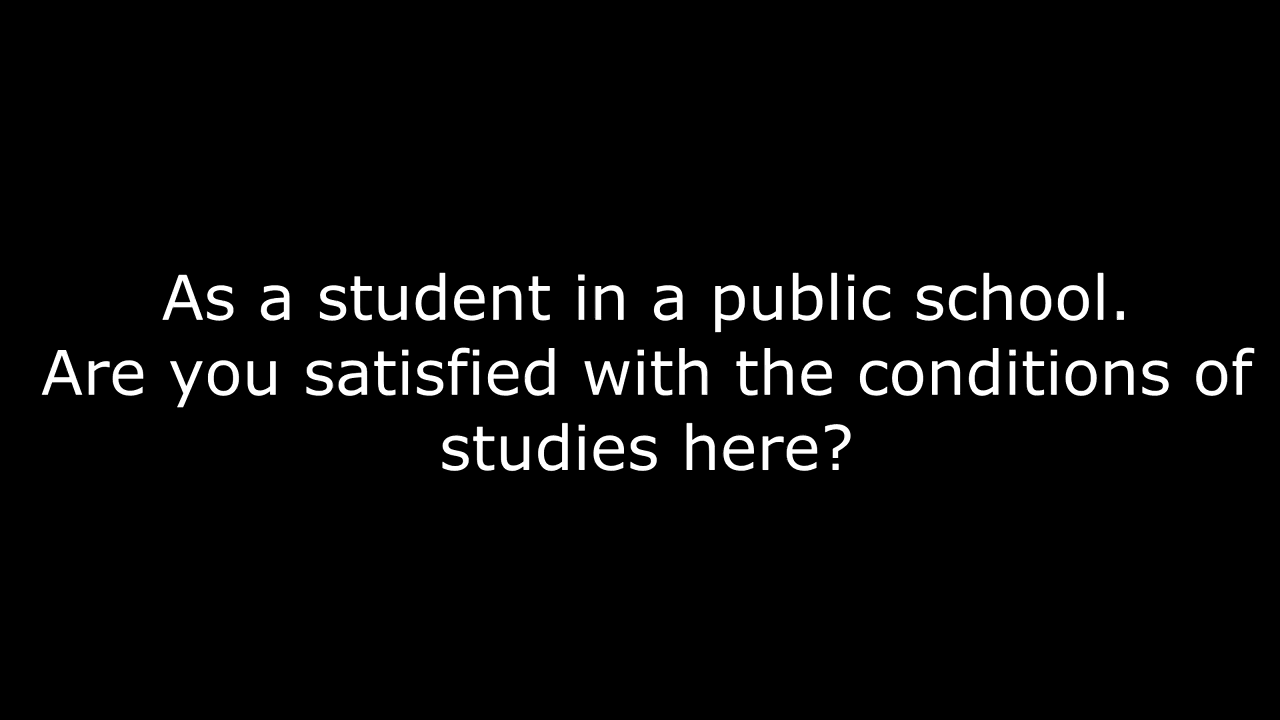 As a student in a public school.
Are you satisfied with the conditions of
studies here?